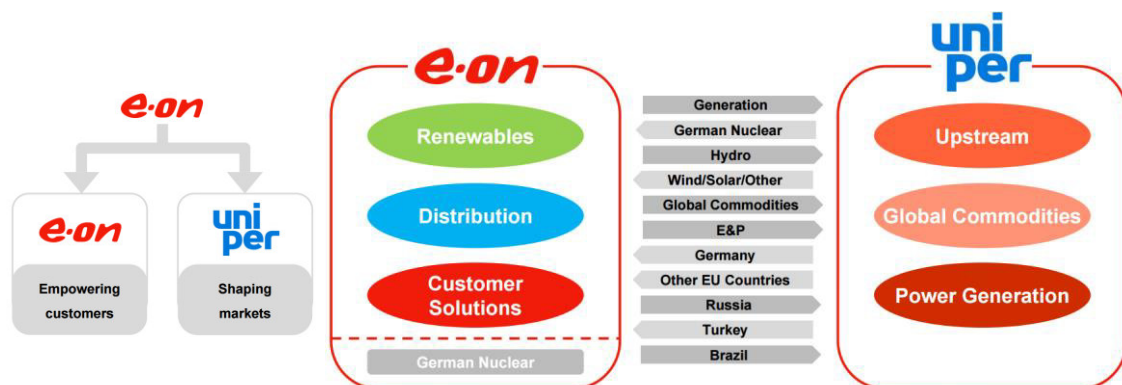 e·on
e·on
Empowering
customers
uni
per
Shaping
markets
e·on
Renewables
Distribution
Customer
Solutions
German Nuclear
Generation
German Nuclear
Hydro
Wind/Solar/Other
Global Commodities
E&P
Germany
Other EU Countries
Russia
Turkey
Brazil
uni
per
Upstream
Global Commodities
Power Generation